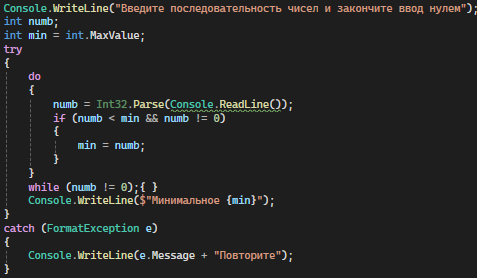 Console.WriteLine("Введите последовательность чисел и закончите ввод нулем");
int numb;
int min = int.MaxValue;
try
{
do
{
numb = Int32.Parse(Console.ReadLine());
if (numb < min && numb != 0)
{
min = numb;
}
}
while (numb != 0);{ }
Console.WriteLine($"Минимальное {min}");
}
catch (FormatException e)
{
Console.WriteLine(e.Message + "Повторите");
}